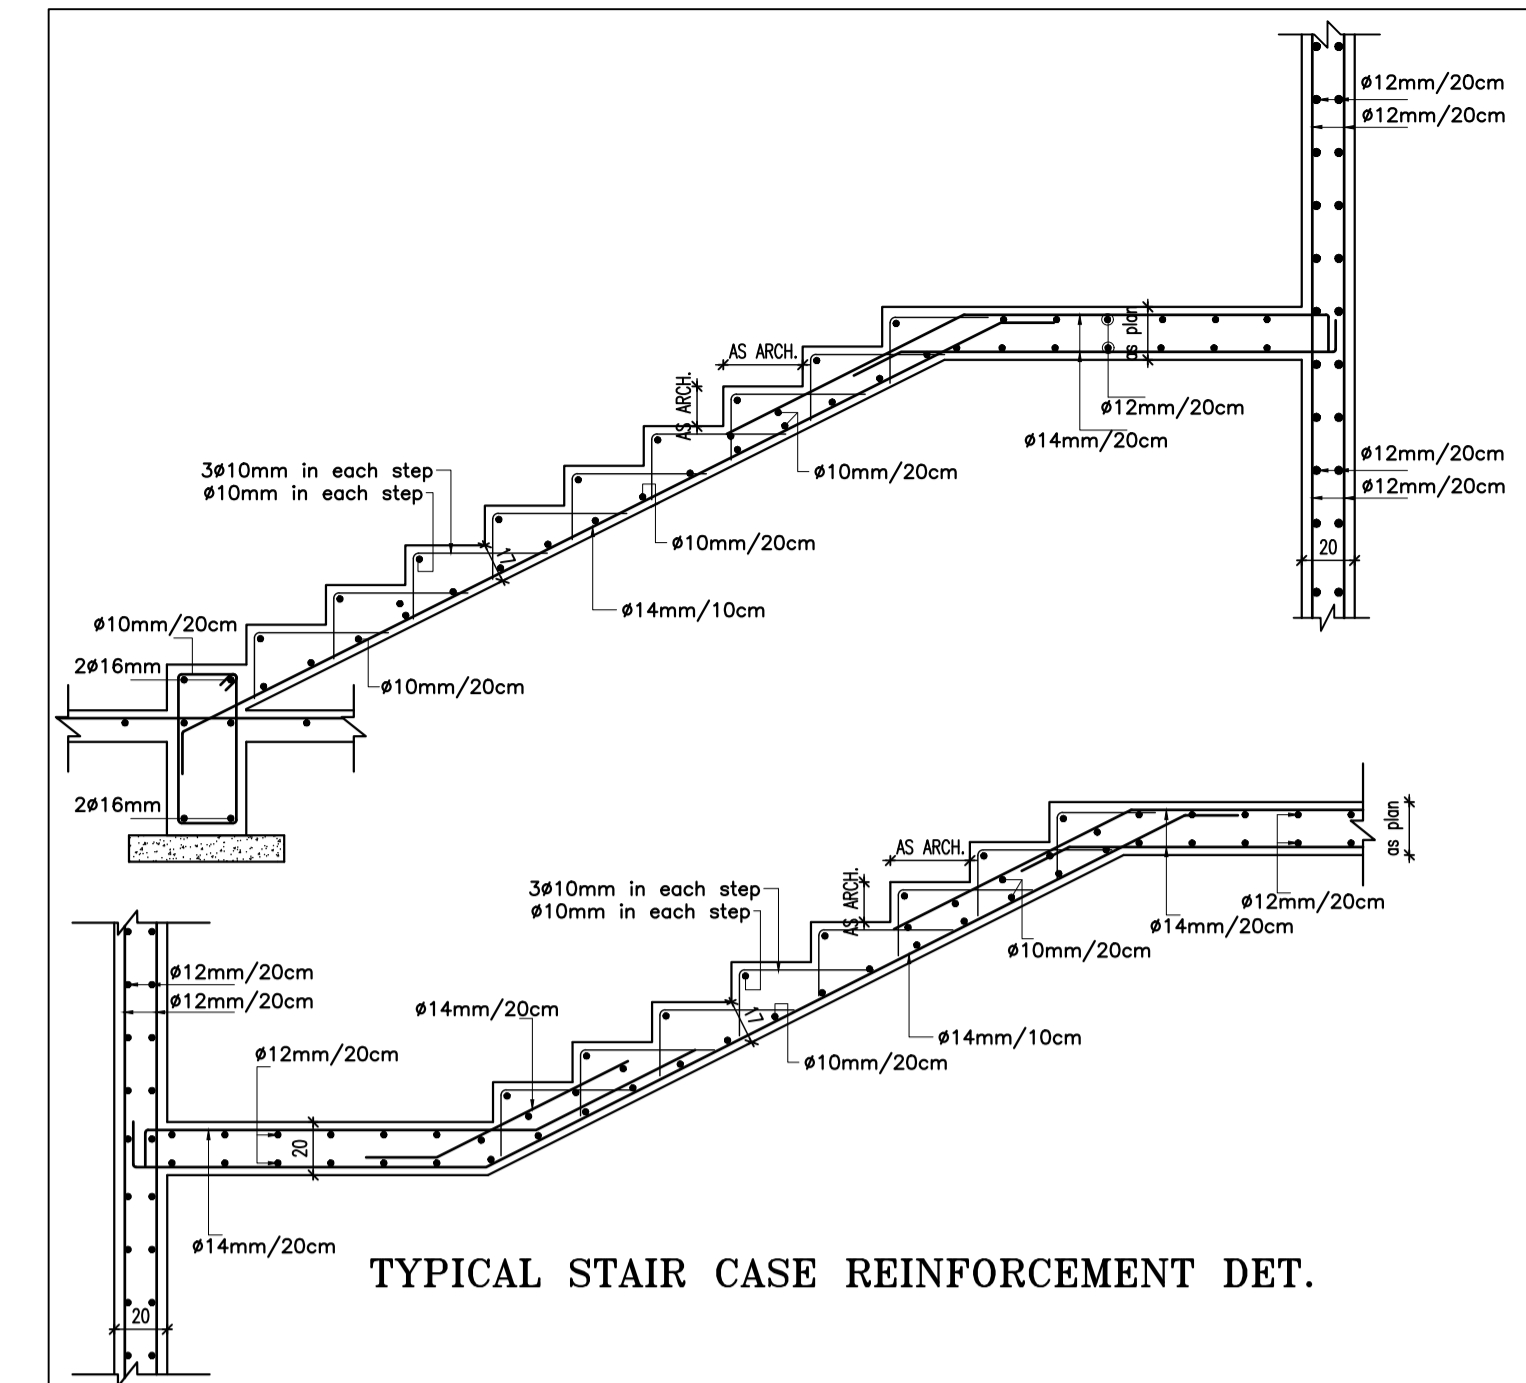 ø12mm/20cm
ø12mm/20cm
as plan
AS ARCH.
AS ARCH.
ø12mm/20cm
ø14mm/20cm
ø10mm/20cm
3ø10mm in each step
ø10mm in each step
ø12mm/20cm
ø12mm/20cm
ø10mm/20cm
17
20
ø14mm/10cm
ø10mm/20cm
2ø16mm
ø10mm/20cm
2ø16mm
as plan
AS ARCH.
AS ARCH.
3ø10mm in each step
ø10mm in each step
ø12mm/20cm
ø14mm/20cm
ø10mm/20cm
ø12mm/20cm
ø12mm/20cm
ø14mm/20cm
17
ø14mm/10cm
ø12mm/20cm
ø10mm/20cm
20
ø14mm/20cm
TYPICAL STAIR CASE REINFORCEMENT DET.
20